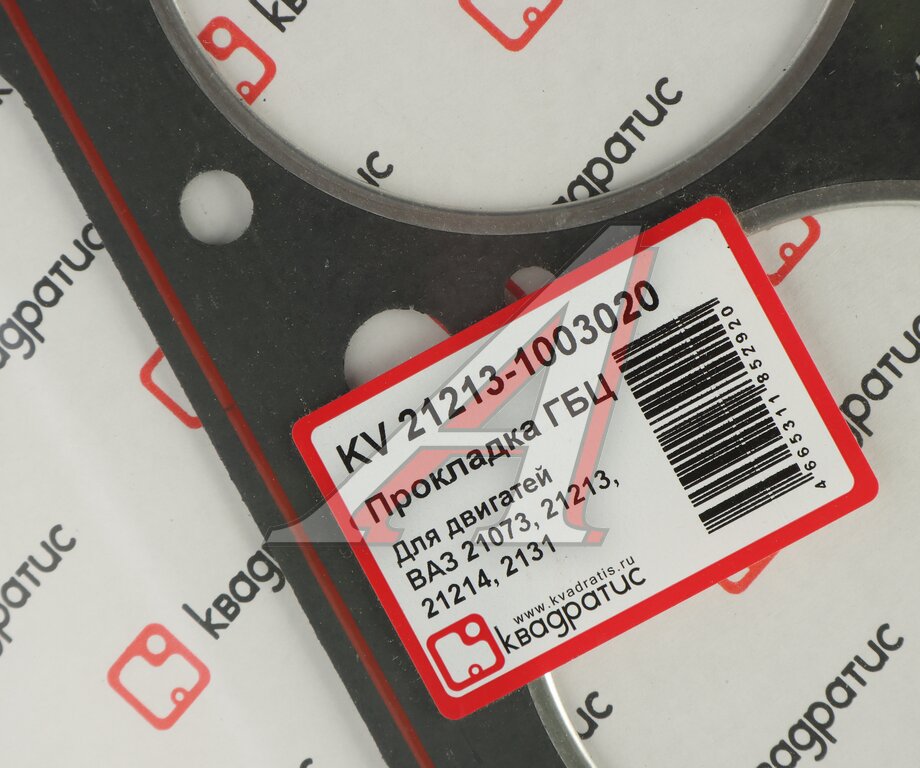 KV 21213-1003020
Прокладка ГБЦ
Для двигатей
ВАЗ 21073, 21213,
21214, 2131
www.kvadratis.ru
квадратис
4665311852920
квадратис
квадратис
квадратис
квадратис
квадратис